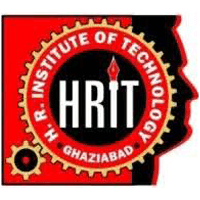 H. R. INSTITUTE OF TECHNOLOGY
HRIT
GHAZIABAD